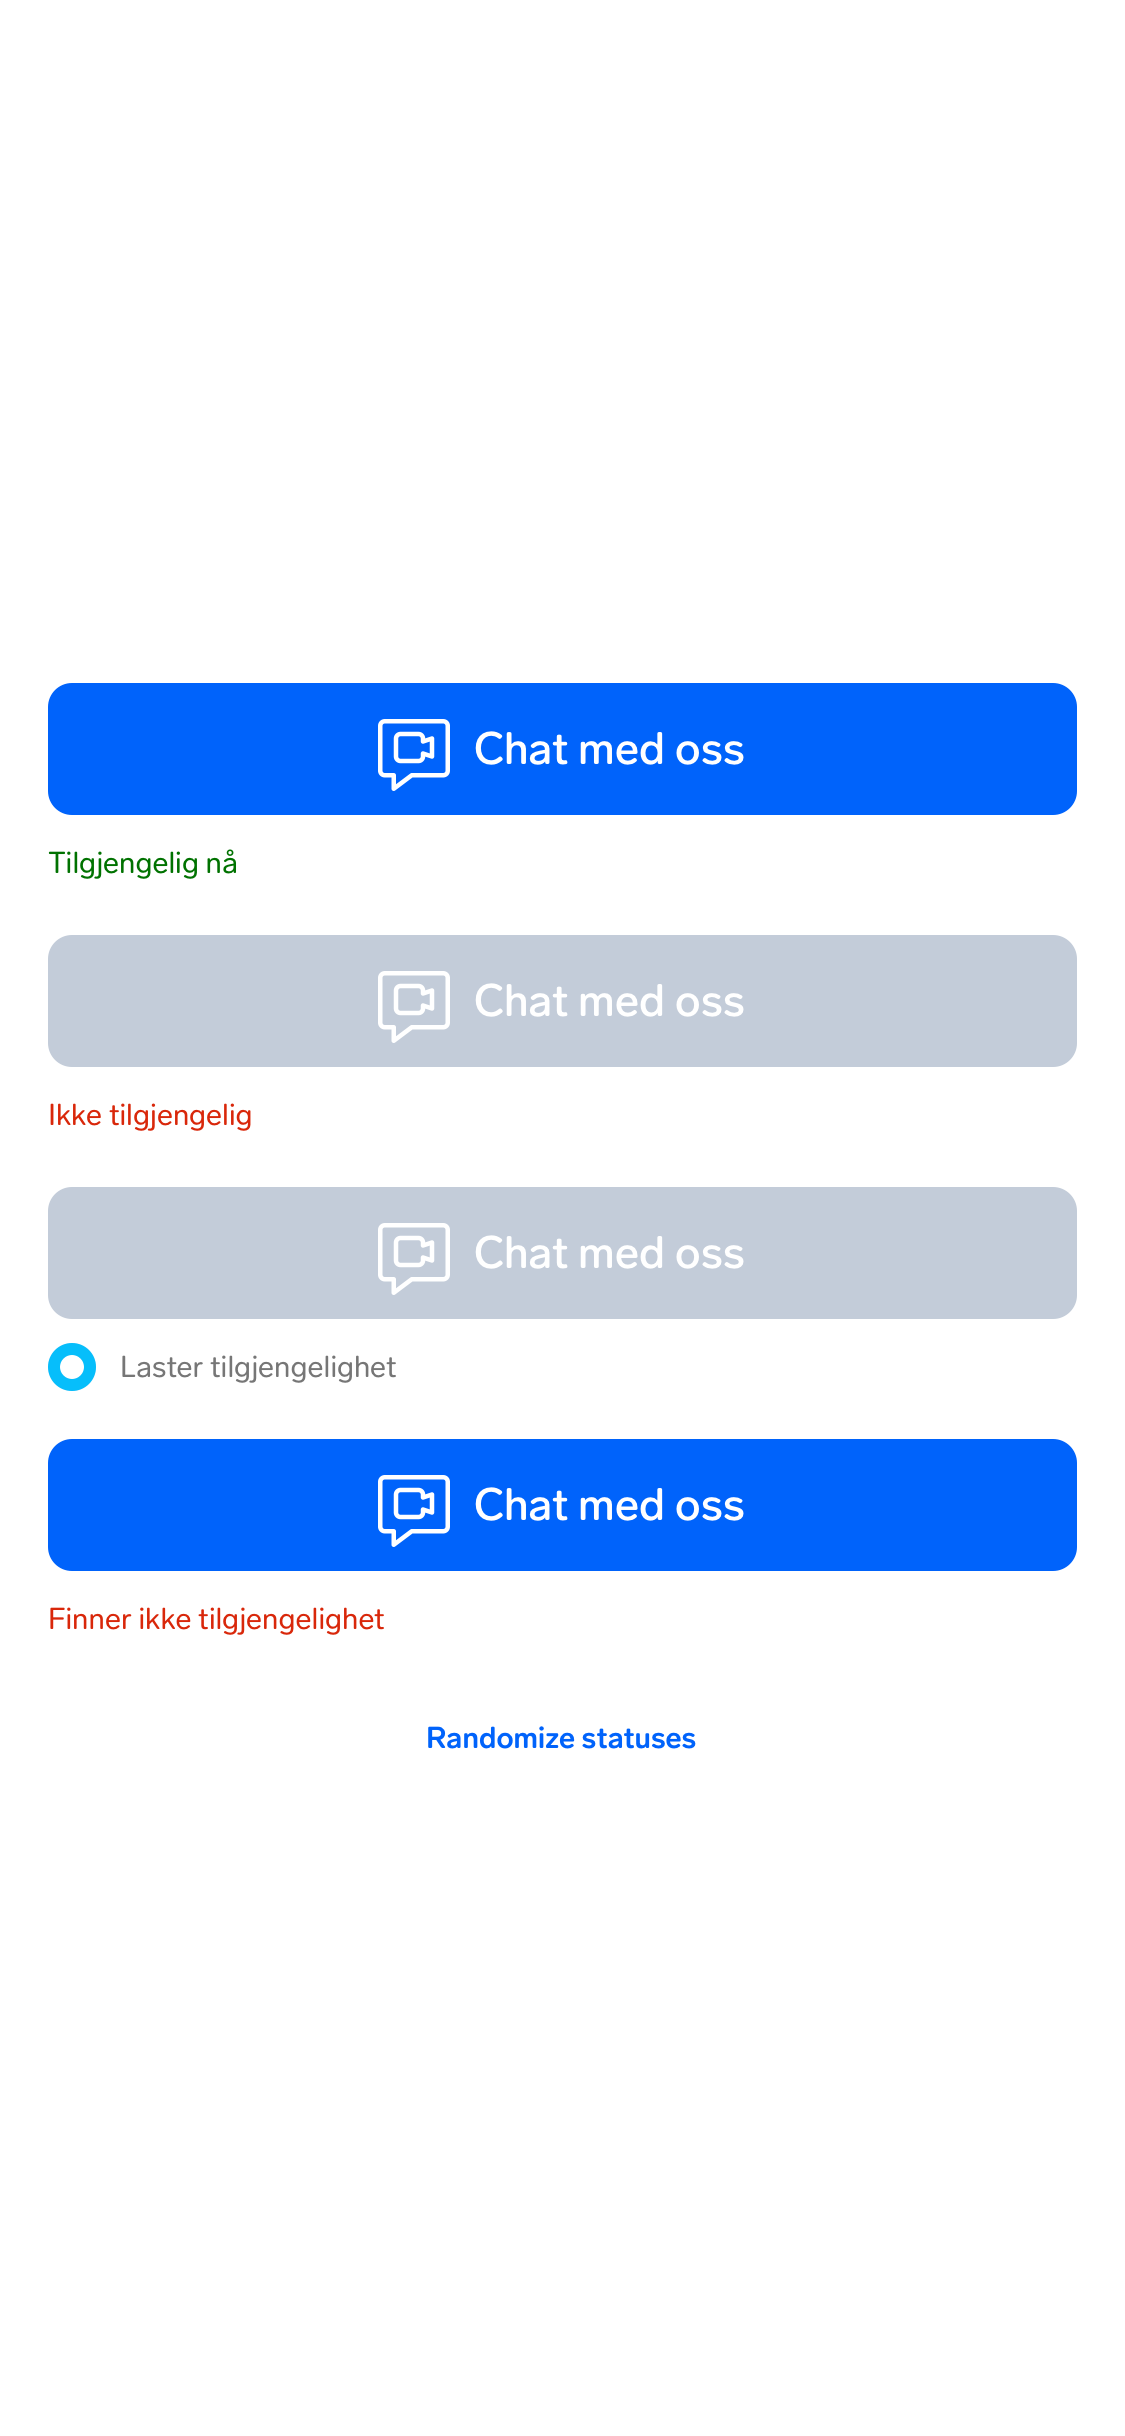 Chat med oss
Tilgjengelig nå
Chat med oss
Ikke tilgjengelig
Chat med oss
Laster tilgjengelighet
Chat med oss
Finner ikke tilgjengelighet
Randomize statuses